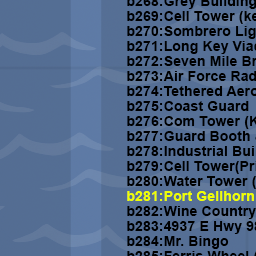 b268:Grey Building
b269:Cell Tower (ke
b270:Sombrero Lig
b271:Long Key Via
b272:Seven Mile Br
b273:Air Force Rad
b274:Tethered Aero
b275:Coast Guard
b276:Com Tower (K
b277:Guard Booth
b278:Industrial Bui
b279:Cell Tower(Pri
b280:Water Tower (
b281:Port Gellhorn
b282:Wine Country
b283:4937 E Hwy 98
b284:Mr. Bingo
b285:Ferris Wheel